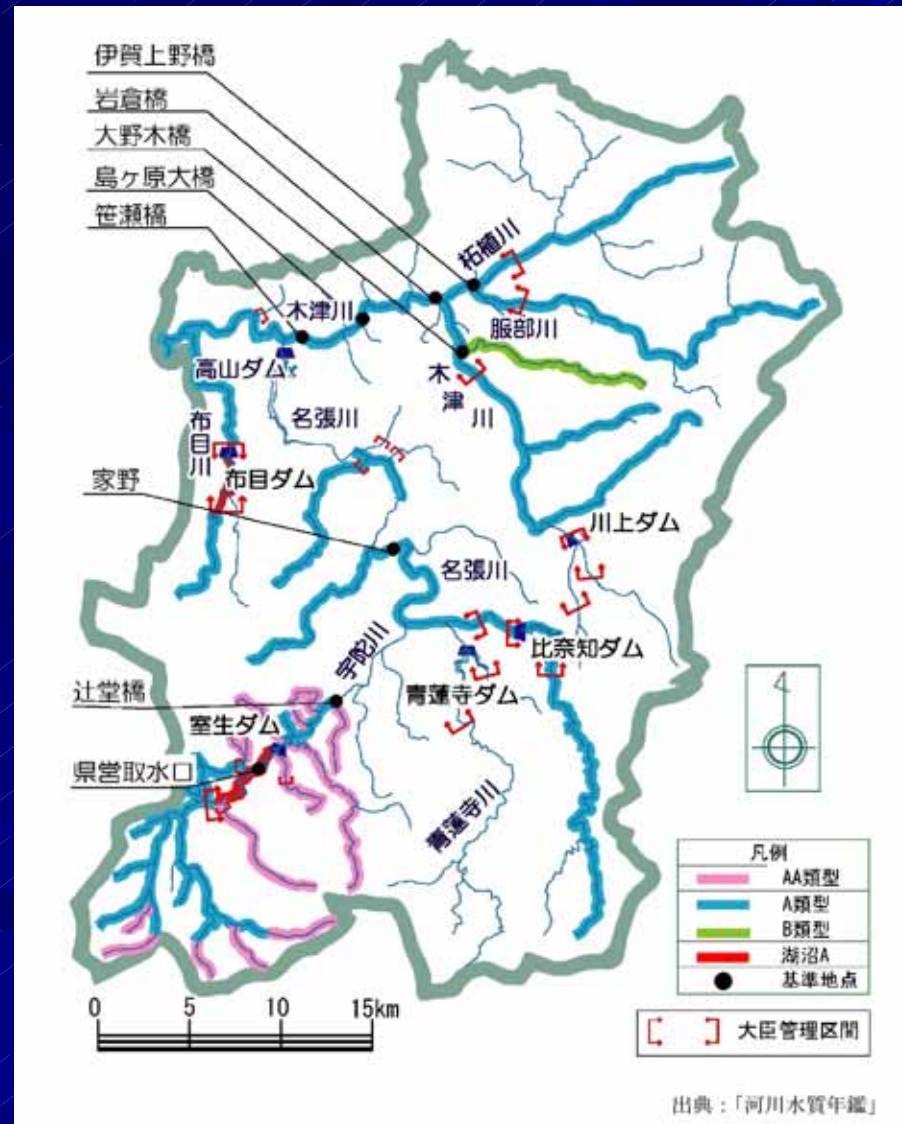 伊賀上野橋
岩倉橋
大野木橋
島ヶ原大橋
笹瀬橋
柘植川
木津川
服部川
高山ダム
木津川
名張川
布目川
布目ダム
家野
川上ダム
名張川
宇陀川
比奈知ダム
辻堂橋
青蓮寺ダム
室生ダム
県営取水口
青蓮寺川
凡例
AA類型
A類型
B類型
湖沼A
基準地点
0 5 10 15km
大臣管理区間
出典：「河川水質年鑑」